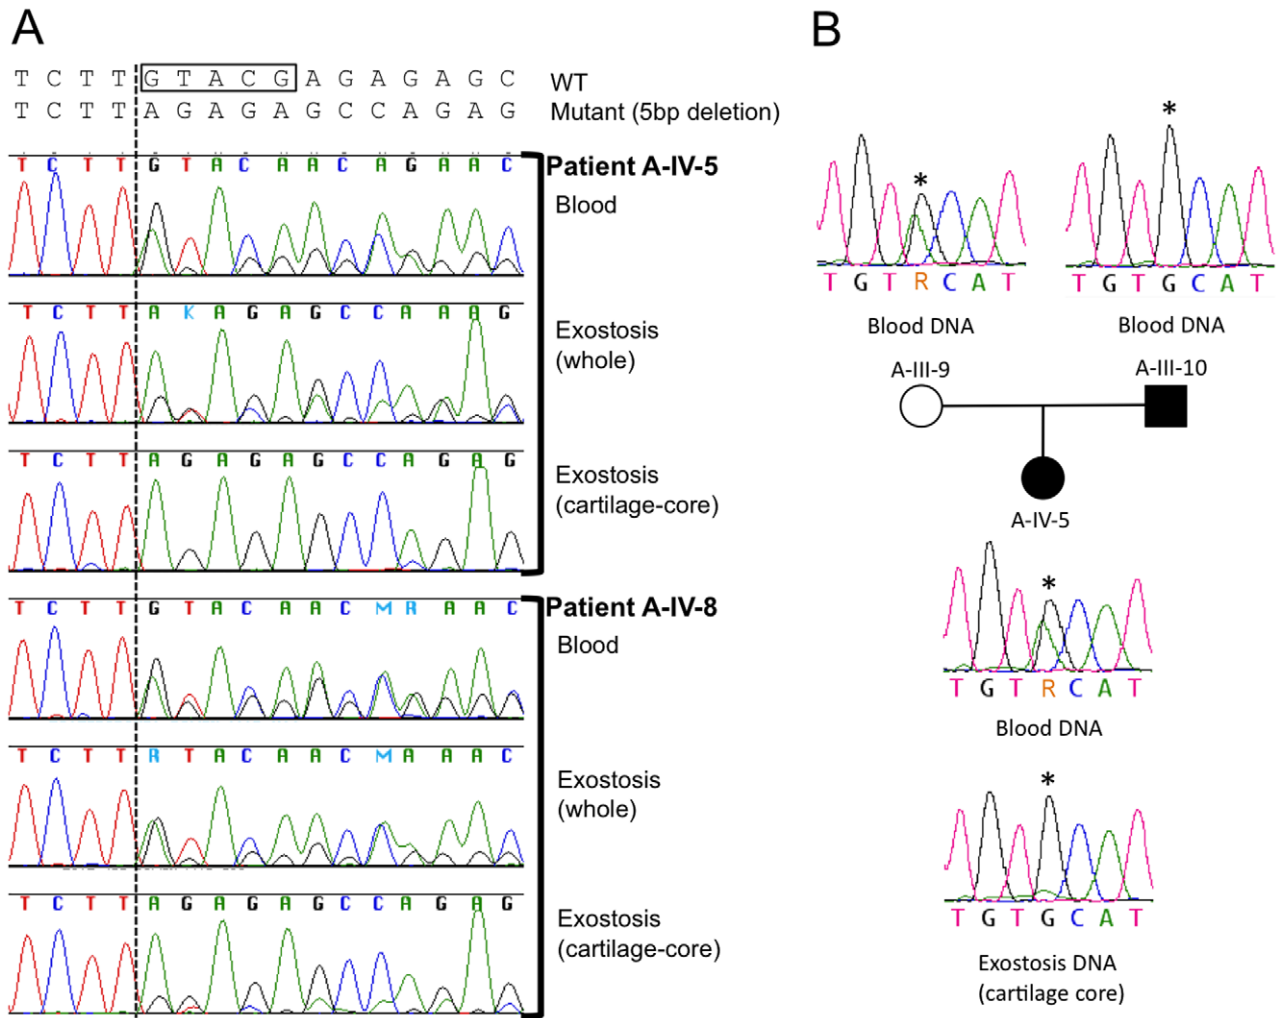 A
T C T T G T A C G A G A G A G C
WT
T C T T A G A G A G C C A G A G
Mutant (5bp deletion)
T C T T G T A C A A C A G A A C
Patient A-IV-5
Blood
T C T T A K A G A G C C A A A G
Exostosis
(whole)
T C T T A G A G A G C C A G A G
Exostosis
(cartilage-core)
T C T T G T A C A A C M R A A C
Patient A-IV-8
Blood
T C T T R T A C A A C M A A A C
Exostosis
(whole)
T C T T A G A G A G C C A G A G
Exostosis
(cartilage-core)
B
*
T G T R C A T
Blood DNA
*
T G T G C A T
Blood DNA
A-III-9
A-III-10
A-IV-5
*
T G T R C A T
Blood DNA
*
T G T G C A T
Exostosis DNA
(cartilage core)